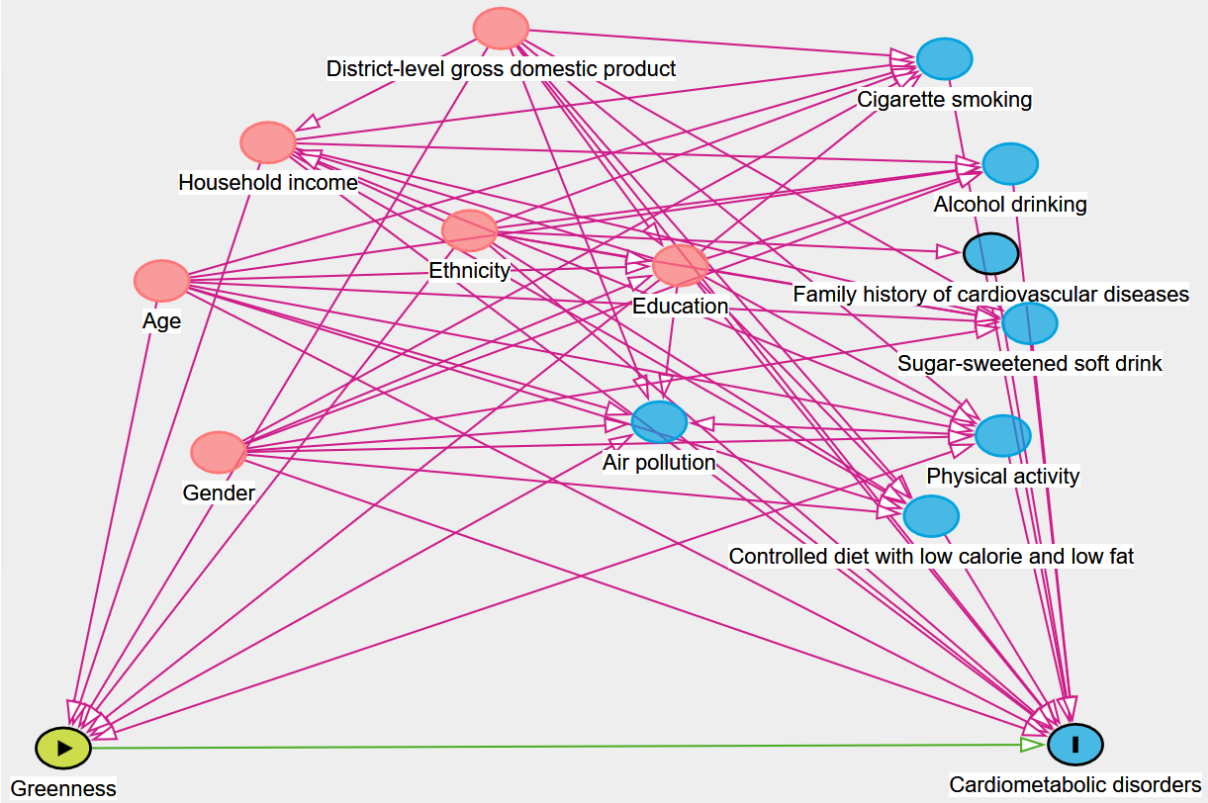 District-level gross domestic product
Cigarette smoking
Household income
Alcohol drinking
Ethnicity
Family history of cardiovascular diseases
Education
Age
Sugar-sweetened soft drink
Air pollution
Physical activity
Gender
Controlled diet with low calorie and low fat
Greenness
Cardiometabolic disorders